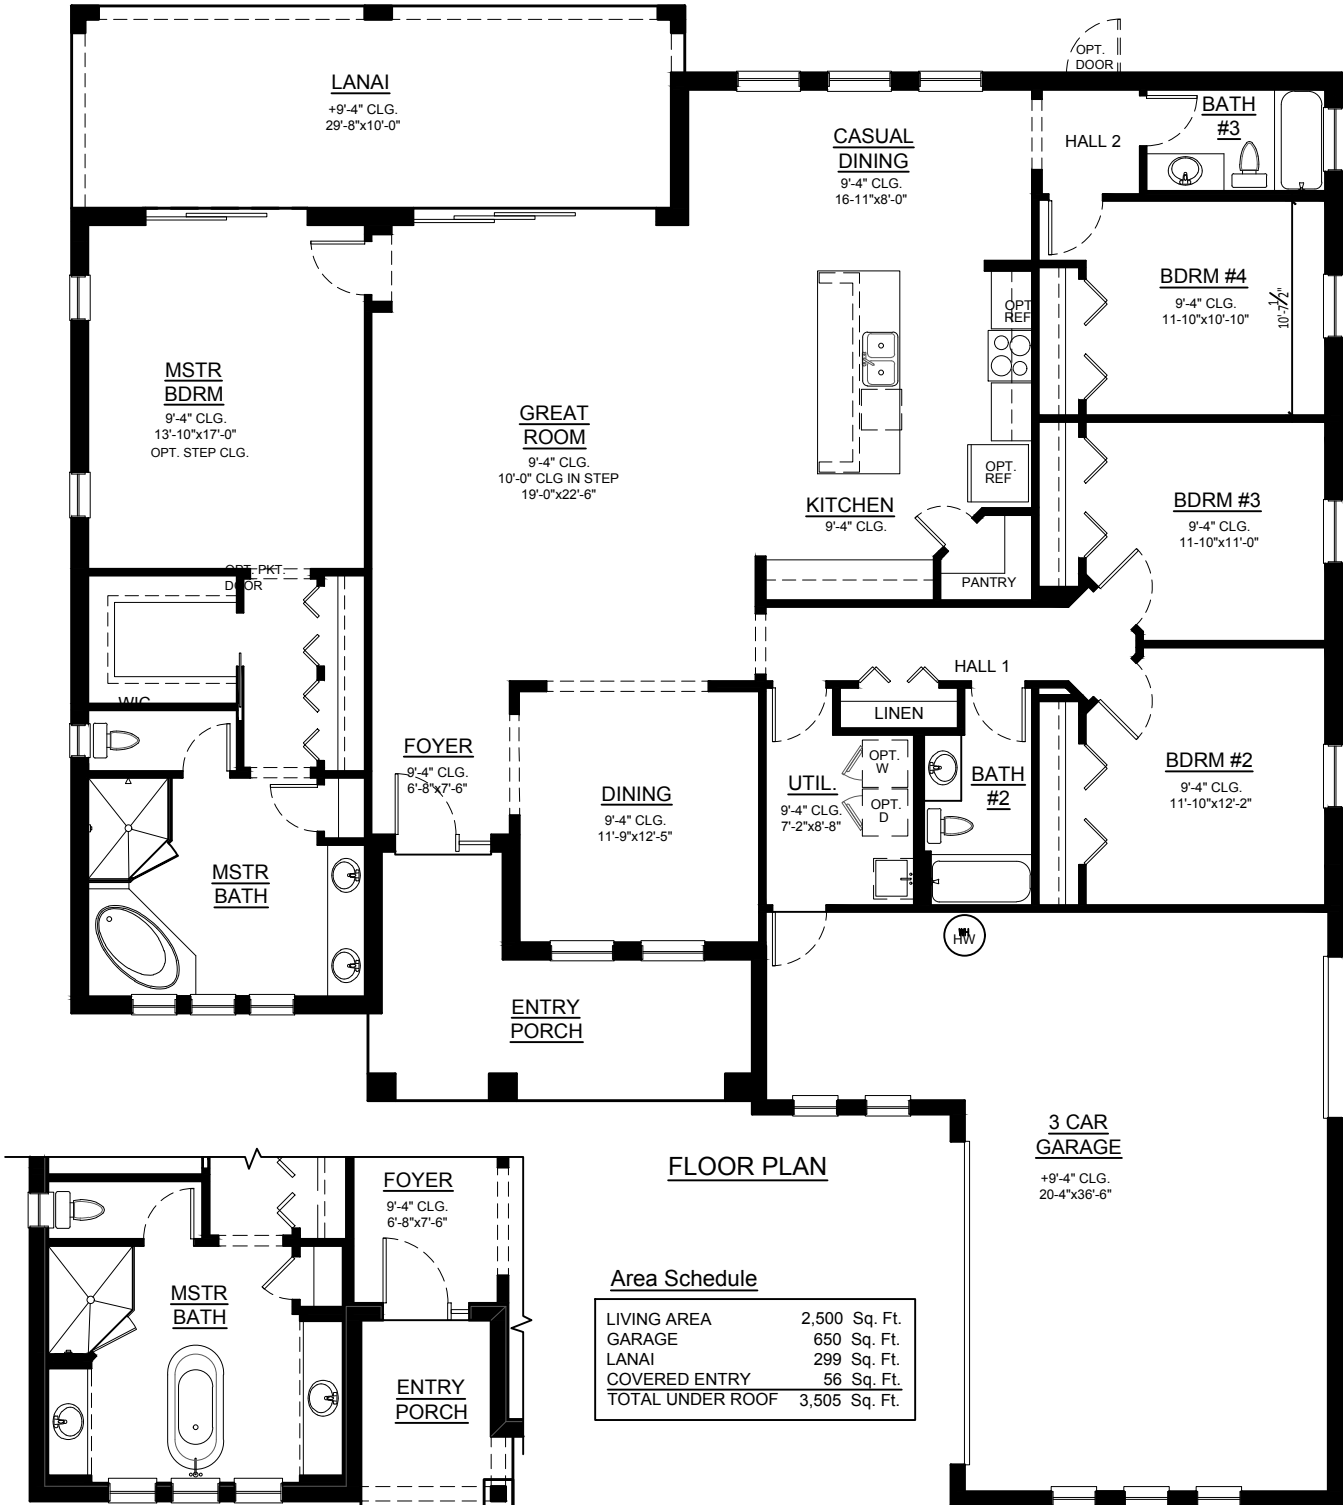 OPT.
DOOR
LANAI
+9'-4" CLG.
29'-8"x10'-0"
CASUAL
DINING
9'-4" CLG.
16-11"x8'-0"
HALL 2
BATH
#3
BDRM #4
9'-4" CLG.
11-10"x10'-10"
10'-7 1/2"
OPT
REF
MSTR
BDRM
9'-4" CLG.
13'-10"x17'-0"
OPT. STEP CLG.
GREAT
ROOM
9'-4" CLG.
10'-0" CLG IN STEP
19'-0"x22'-6"
OPT.
REF
KITCHEN
9'-4" CLG.
BDRM #3
9'-4" CLG.
11-10"x11'-0"
PANTRY
OPT. PKT.
DOOR
WIC
HALL 1
LINEN
FOYER
9'-4" CLG.
6'-8"x7'-6"
DINING
9'-4" CLG.
11'-9"x12'-5"
UTIL.
9'-4" CLG.
7'-2"x8'-8"
OPT.
W
OPT.
D
BATH
#2
BDRM #2
9'-4" CLG.
11'-10"x12'-2"
MSTR
BATH
HW
ENTRY
PORCH
3 CAR
GARAGE
+9'-4" CLG.
20-4"x36'-6"
FLOOR PLAN
FOYER
9'-4" CLG.
6'-8"x7'-6"
MSTR
BATH
ENTRY
PORCH
Area Schedule
LIVING AREA 2,500 Sq. Ft.
GARAGE 650 Sq. Ft.
LANAI 299 Sq. Ft.
COVERED ENTRY 56 Sq. Ft.
TOTAL UNDER ROOF 3,505 Sq. Ft.